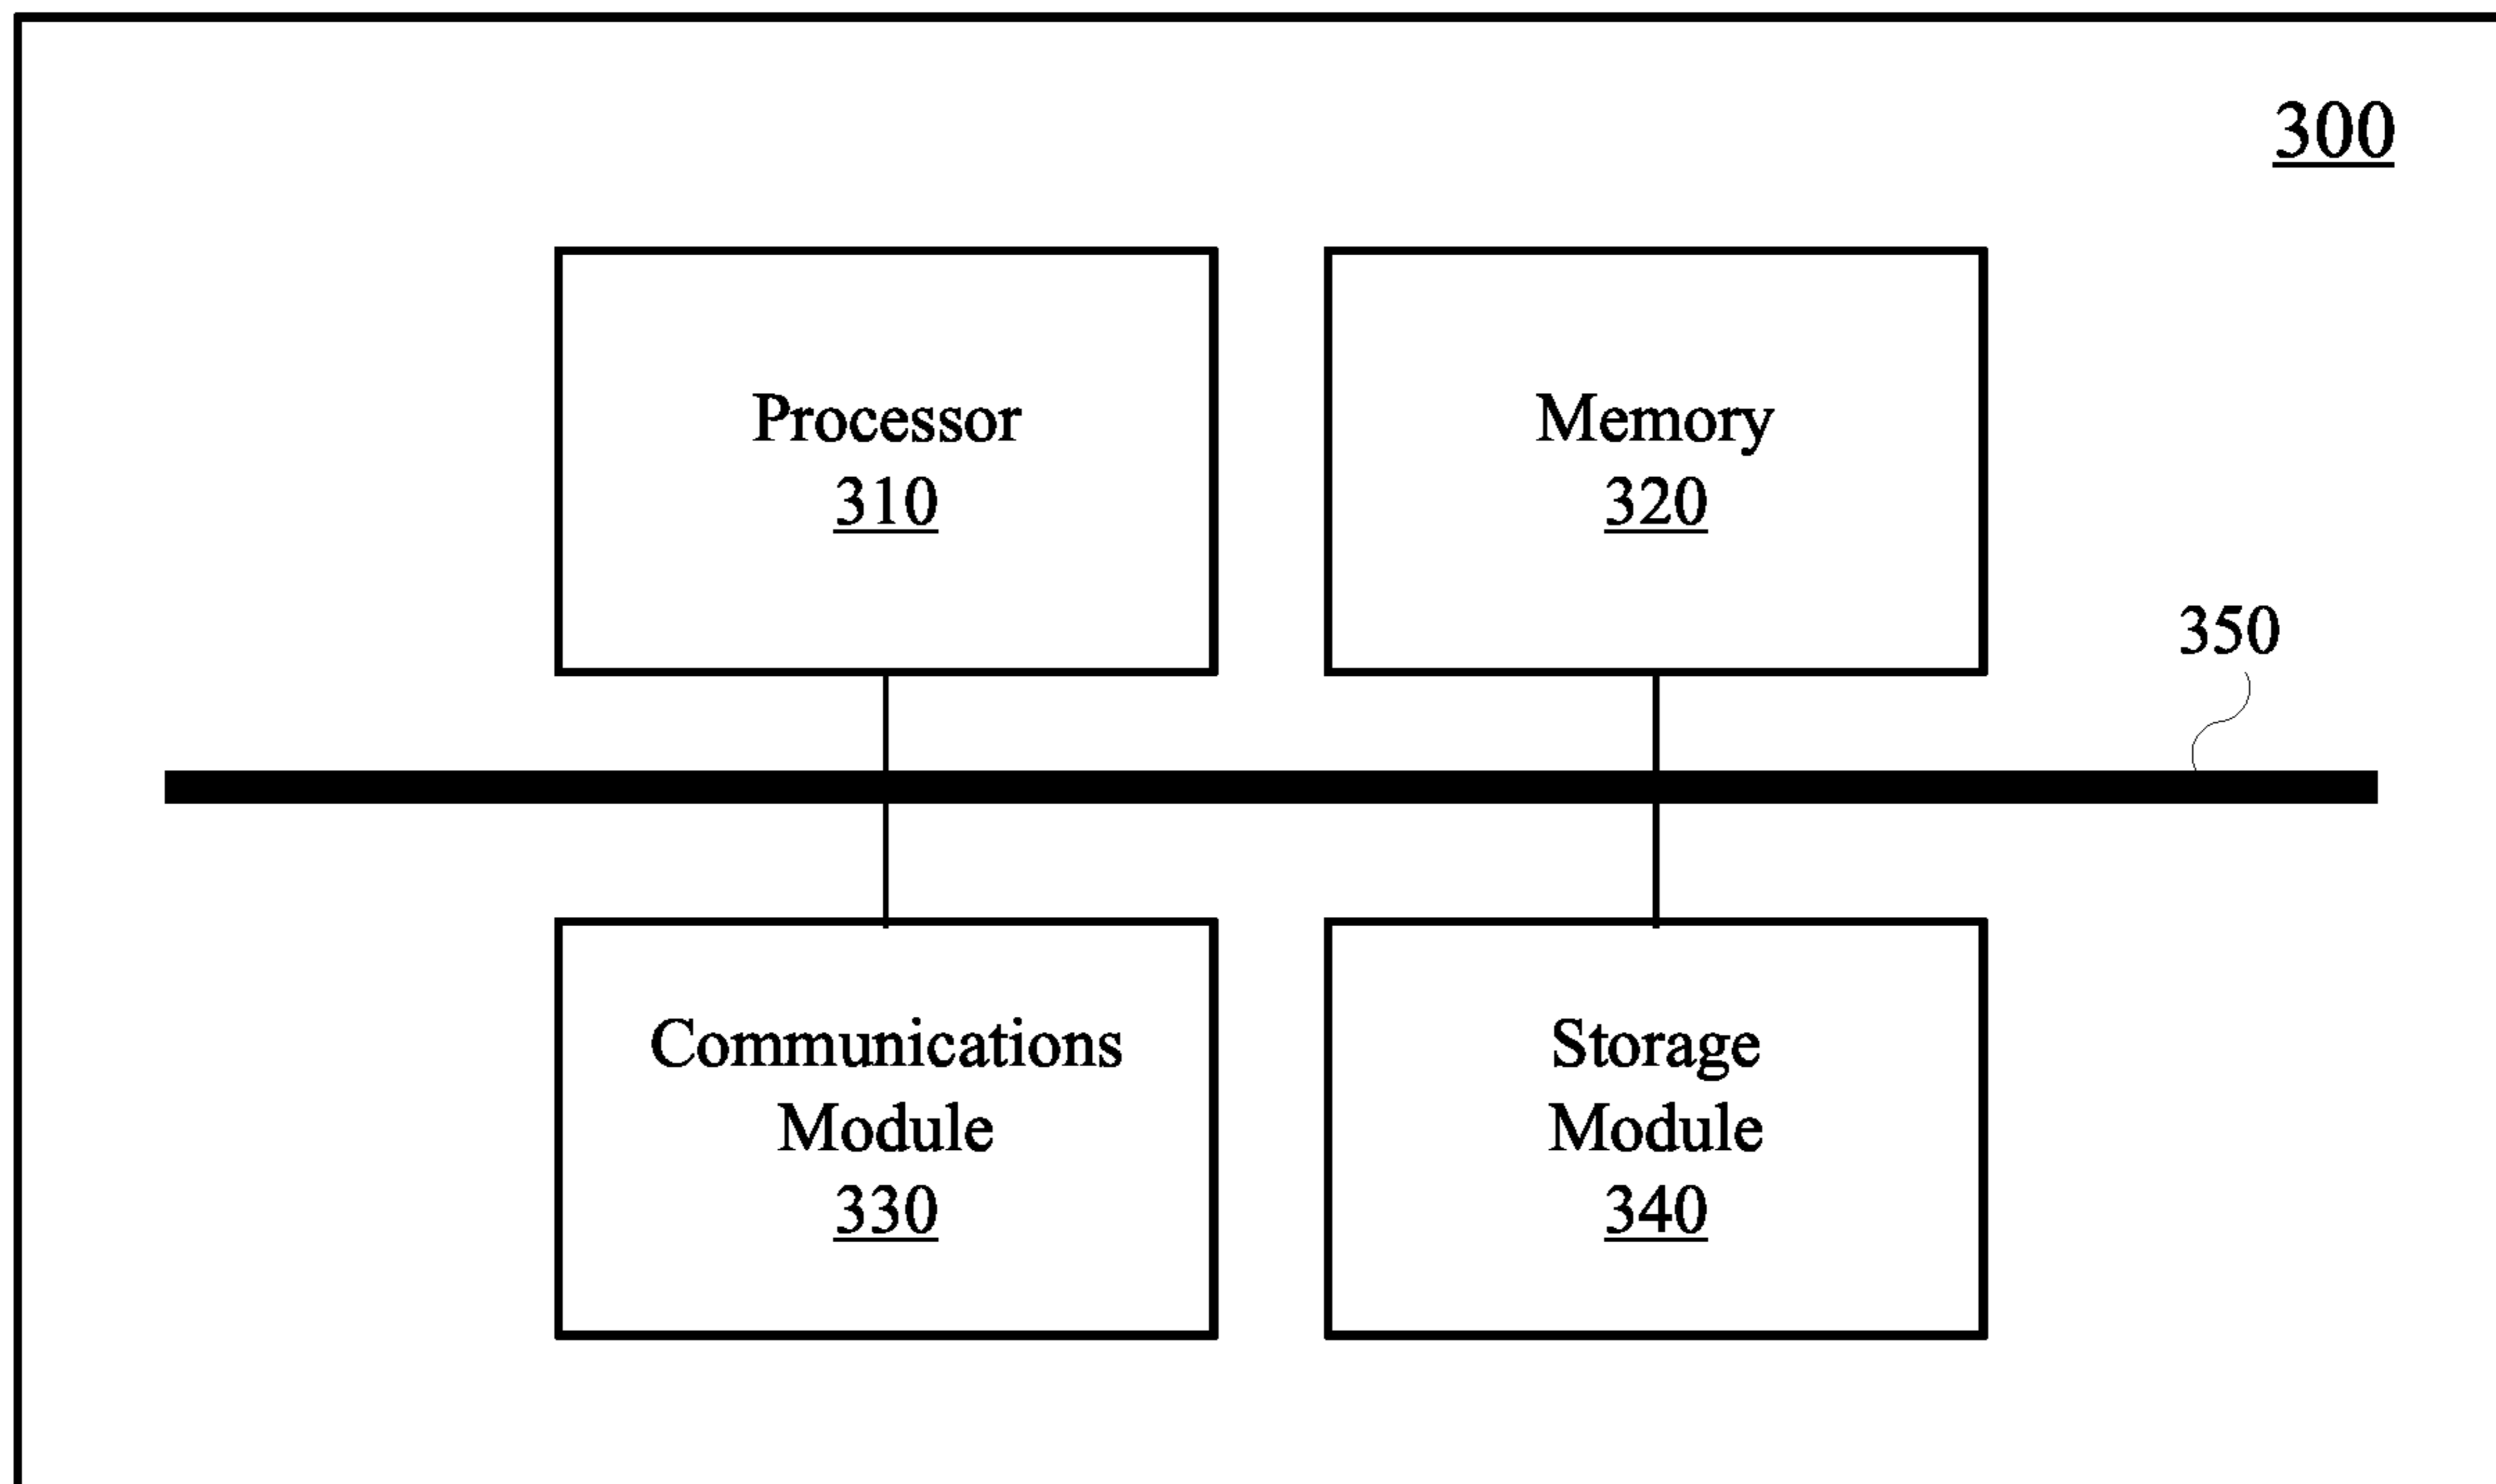 300
Processor
310
Memory
320
350
Communications
Module
330
Storage
Module
340